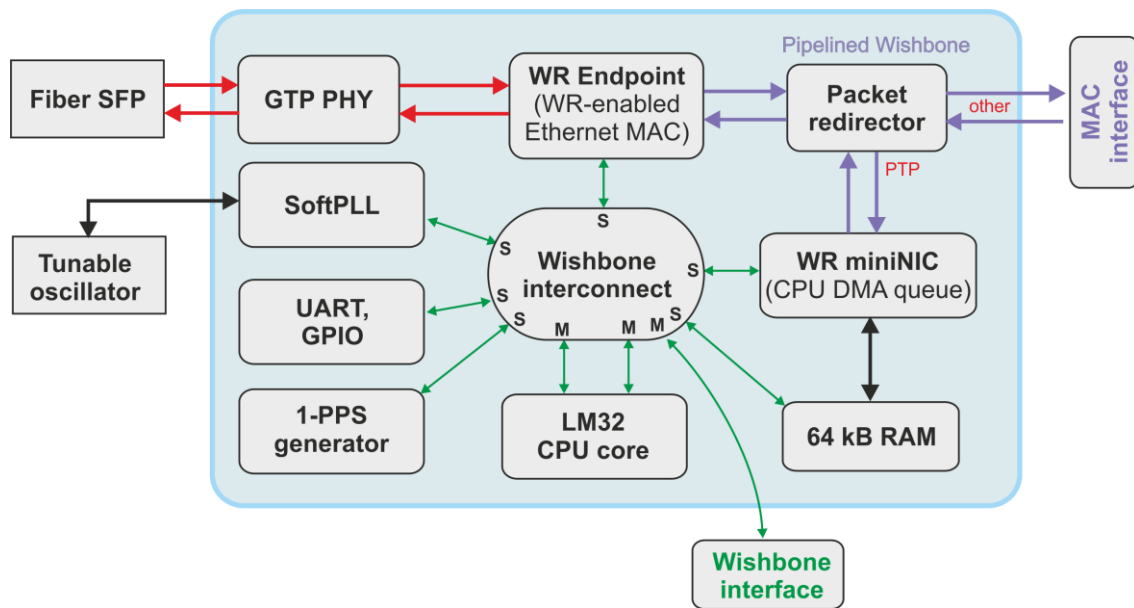 Pipelined Wishbone
Fiber SFP
GTP PHY
WR Endpoint
(WR-enabled
Ethernet MAC)
Packet
redirector
other
MAC
interface
PTP
SoftPLL
Tunable
oscillator
S
S
Wishbone
interconnect
S
WR miniNIC
(CPU DMA queue)
UART,
GPIO
S
S
M
M
M
S
1-PPS
generator
LM32
CPU core
64 kB RAM
Wishbone
interface